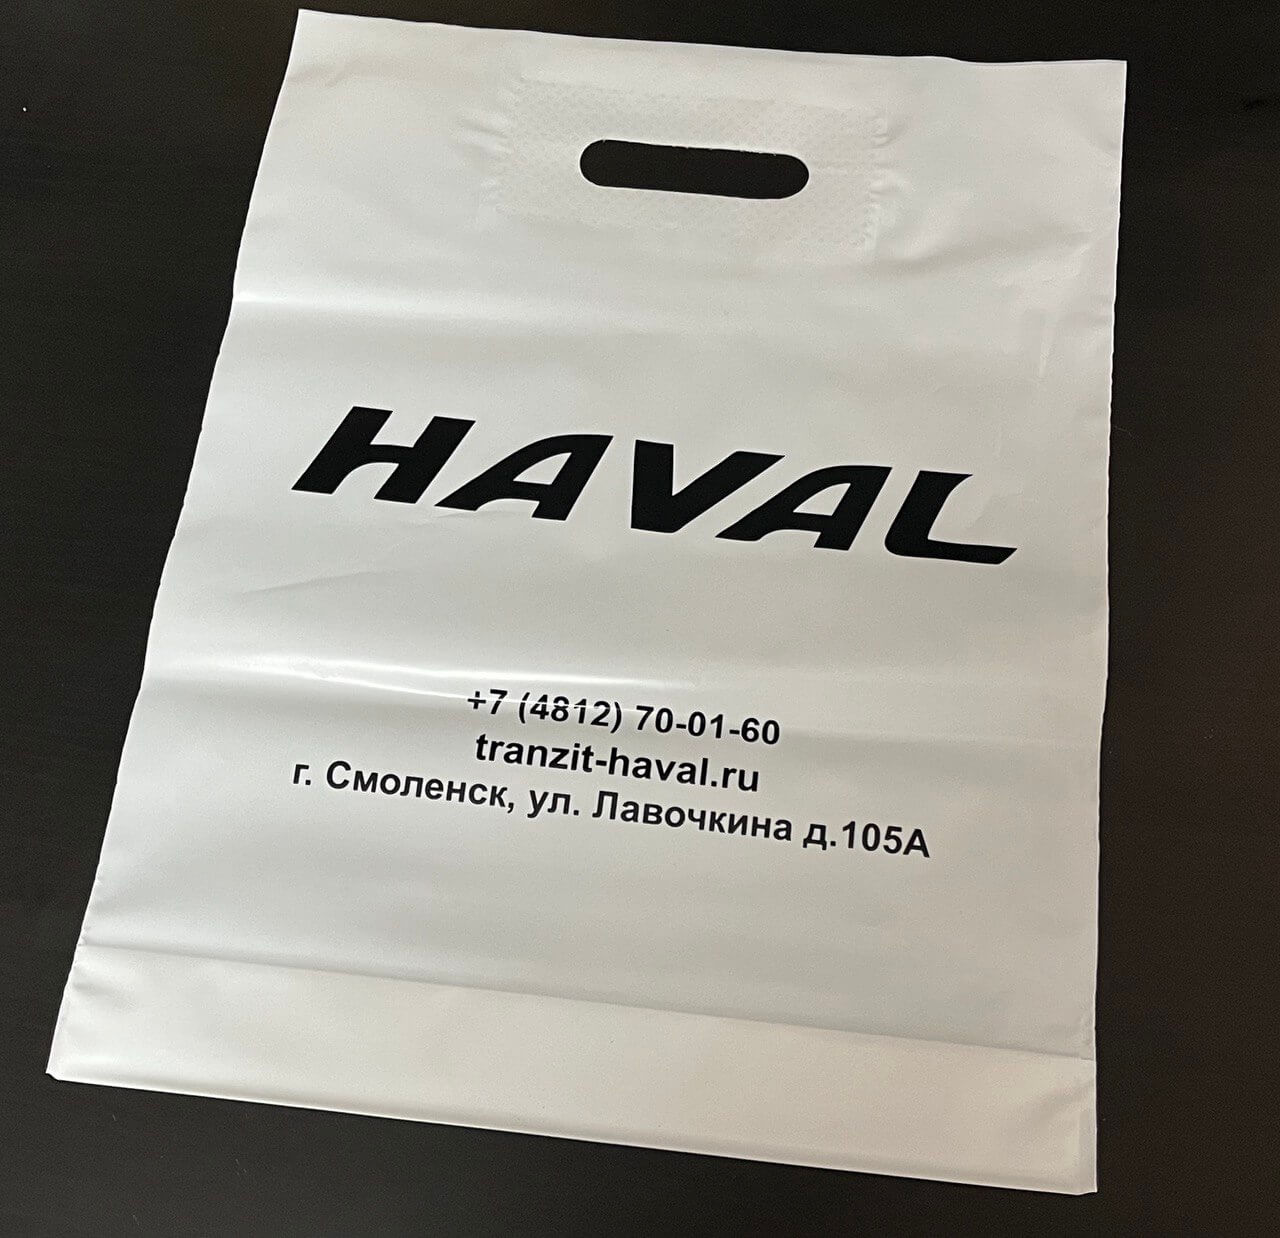 HAVAL
+7 (4812) 70-01-60
tranzit-haval.ru
г. Смоленск, ул. Лавочкина д.105А